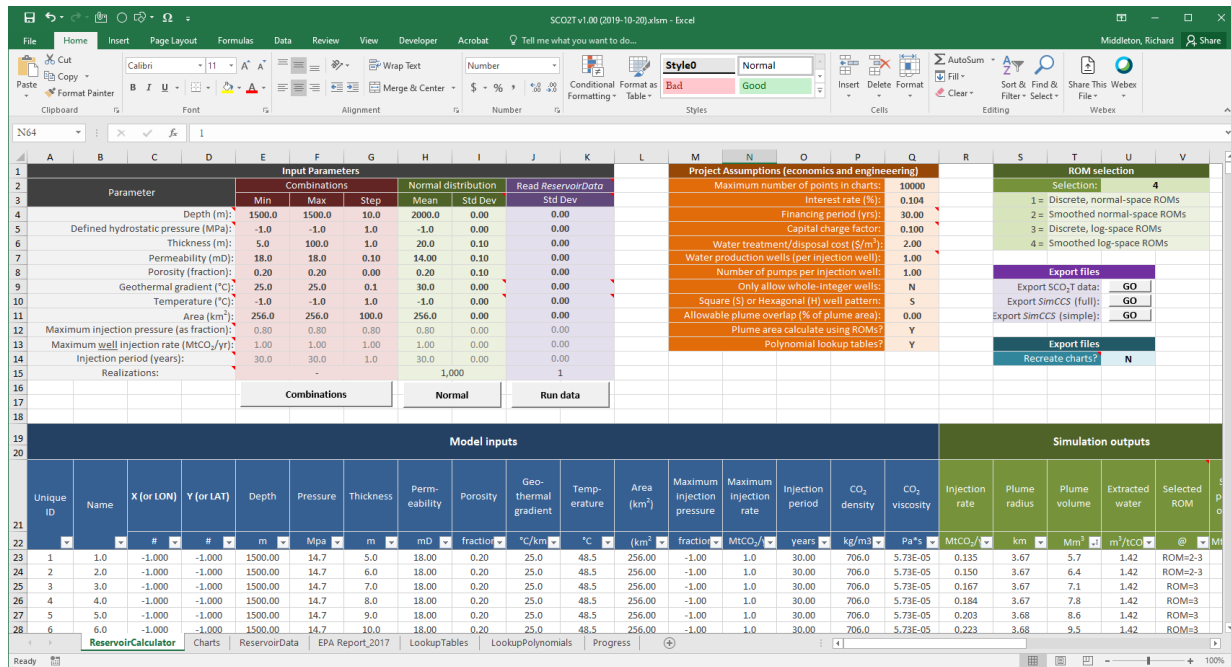 SCO2T v1.00 (2019-10-20).xlsm - Excel
File Home Insert Page Layout Formulas Data Review View Developer Acrobat Tell me what you want to do... Middleton, Richard Share
Paste Cut Copy Format Painter Clipboard
Calibri 11 A A B I U A Font
Wrap Text Merge & Center Alignment
Number $ % , Number
Conditional Formatting Format as Table Style0 Normal Bad Good Styles
Insert Delete Format Cells
AutoSum Fill Clear Sort & Filter Find & Select Editing
Share This File Webex Webex
N64 fx 1
A B C D E F G H I J K L M N O P Q R S T U V
1 Input Parameters Project Assumptions (economics and engineeering) ROM selection
2 Parameter Combinations Normal distribution Read ReservoirData Maximum number of points in charts: 10000 Selection: 4
3 Min Max Step Mean Std Dev Std Dev Interest rate (%): 0.104 1 = Discrete, normal-space ROMs
4 Depth (m): 1500.0 1500.0 10.0 2000.0 0.00 0.00 Financing period (yrs): 30.00 2 = Smoothed normal-space ROMs
5 Defined hydrostatic pressure (MPa): -1.0 -1.0 1.0 -1.0 0.00 0.00 Capital charge factor: 0.100 3 = Discrete, log-space ROMs
6 Thickness (m): 5.0 100.0 1.0 20.0 0.10 0.00 Water treatment/disposal cost ($/m³): 2.00 4 = Smoothed log-space ROMs
7 Permeability (mD): 18.0 18.0 0.10 14.00 0.10 0.00 Water production wells (per injection well): 1.00
8 Porosity (fraction): 0.20 0.20 0.00 0.20 0.10 0.00 Number of pumps per injection well: 1.00 Export files
9 Geothermal gradient (°C): 25.0 25.0 0.1 30.0 0.00 0.00 Only allow whole-integer wells: N Export SCO₂T data: GO
10 Temperature (°C): -1.0 -1.0 1.0 -1.0 0.00 0.00 Square (S) or Hexagonal (H) well pattern: S Export SimCCS (full): GO
11 Area (km²): 256.0 256.0 100.0 256.0 0.00 0.00 Allowable plume overlap (% of plume area): 0.00 Export SimCCS (simple): GO
12 Maximum injection pressure (as fraction): 0.80 0.80 0.80 0.80 0.00 0.00 Plume area calculate using ROMs? Y
13 Maximum well injection rate (MtCO₂/yr): 1.00 1.00 1.00 1.00 0.00 0.00 Polynomial lookup tables? Y Export files
14 Injection period (years): 30.0 30.0 1.0 30.0 0.00 0.00 Recreate charts? N
15 Realizations: - 1,000 1
16 Combinations Normal Run data
17
18
19 Model inputs Simulation outputs
20
21 Unique ID Name X (or LON) Y (or LAT) Depth Pressure Thickness Perm-eability Porosity Geo-thermal gradient Temp-erature Area (km²) Maximum injection pressure Maximum injection rate Injection period CO₂ density CO₂ viscosity Injection rate Plume radius Plume volume Extracted water Selected ROM
22 # # m Mpa m mD fraction °C/km °C (km² fraction MtCO₂/ years kg/m3 Pa*s MtCO₂/ km Mm³ m³/tCO @
23 1 1.0 -1.000 -1.000 1500.00 14.7 5.0 18.00 0.20 25.0 48.5 256.00 -1.00 1.0 30.00 706.0 5.73E-05 0.135 3.67 5.7 1.42 ROM=2-3
24 2 2.0 -1.000 -1.000 1500.00 14.7 6.0 18.00 0.20 25.0 48.5 256.00 -1.00 1.0 30.00 706.0 5.73E-05 0.150 3.67 6.4 1.42 ROM=2-3
25 3 3.0 -1.000 -1.000 1500.00 14.7 7.0 18.00 0.20 25.0 48.5 256.00 -1.00 1.0 30.00 706.0 5.73E-05 0.167 3.67 7.1 1.42 ROM=3
26 4 4.0 -1.000 -1.000 1500.00 14.7 8.0 18.00 0.20 25.0 48.5 256.00 -1.00 1.0 30.00 706.0 5.73E-05 0.184 3.67 7.8 1.42 ROM=3
27 5 5.0 -1.000 -1.000 1500.00 14.7 9.0 18.00 0.20 25.0 48.5 256.00 -1.00 1.0 30.00 706.0 5.73E-05 0.203 3.68 8.6 1.42 ROM=3
28 6 6.0 -1.000 -1.000 1500.00 14.7 10.0 18.00 0.20 25.0 48.5 256.00 -1.00 1.0 30.00 706.0 5.73E-05 0.223 3.68 9.5 1.42 ROM=3
ReservoirCalculator Charts ReservoirData EPA Report_2017 LookupTables LookupPolynomials Progress
Ready 100%